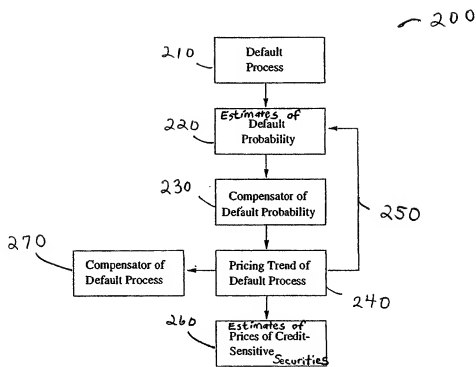 200
210
Default
Process
Estimates of
220
Default
Probability
230
Compensator of
Default Probability
250
270
Compensator of
Default Process
Pricing Trend of
Default Process
240
260
Estimates of
Prices of Credit-
Sensitive
Securities